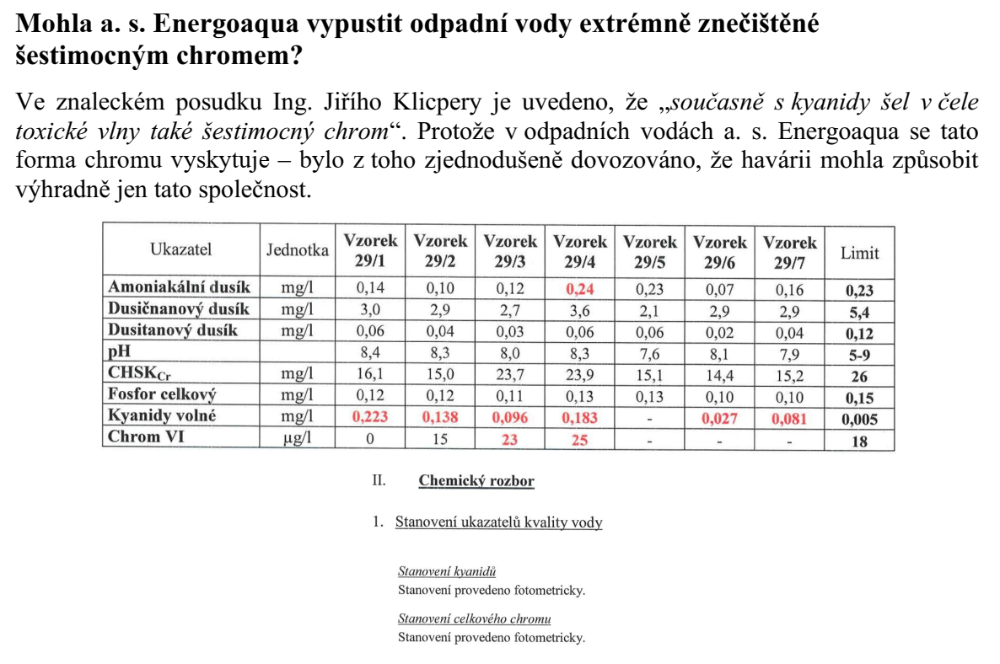 Mohla a. s. Energoaqua vypustit odpadní vody extrémně znečištěné
šestimocným chromem?
Ve znaleckém posudku Ing. Jiřího Klicpery je uvedeno, že „současně s kyanidy šel v čele
toxické vlny také šestimocný chrom“. Protože v odpadních vodách a. s. Energoaqua se tato
forma chromu vyskytuje – bylo z toho zjednodušeně dovozováno, že havárii mohla způsobit
výhradně jen tato společnost.
Ukazatel Jednotka Vzorek 29/1 Vzorek 29/2 Vzorek 29/3 Vzorek 29/4 Vzorek 29/5 Vzorek 29/6 Vzorek 29/7 Limit
Amoniakální dusík mg/l 0,14 0,10 0,12 0,24 0,23 0,07 0,16 0,23
Dusičnanový dusík mg/l 3,0 2,9 2,7 3,6 2,1 2,9 2,9 5,4
Dusitanový dusík mg/l 0,06 0,04 0,03 0,06 0,06 0,02 0,04 0,12
pH 8,4 8,3 8,0 8,3 7,6 8,1 7,9 5-9
CHSKCr mg/l 16,1 15,0 23,7 23,9 15,1 14,4 15,2 26
Fosfor celkový mg/l 0,12 0,12 0,11 0,13 0,13 0,10 0,10 0,15
Kyanidy volné mg/l 0,223 0,138 0,096 0,183 - 0,027 0,081 0,005
Chrom VI µg/l 0 15 23 25 - - - 18
II. Chemický rozbor
1. Stanovení ukazatelů kvality vody
Stanovení kyanidů
Stanovení provedeno fotometricky.
Stanovení celkového chromu
Stanovení provedeno fotometricky.